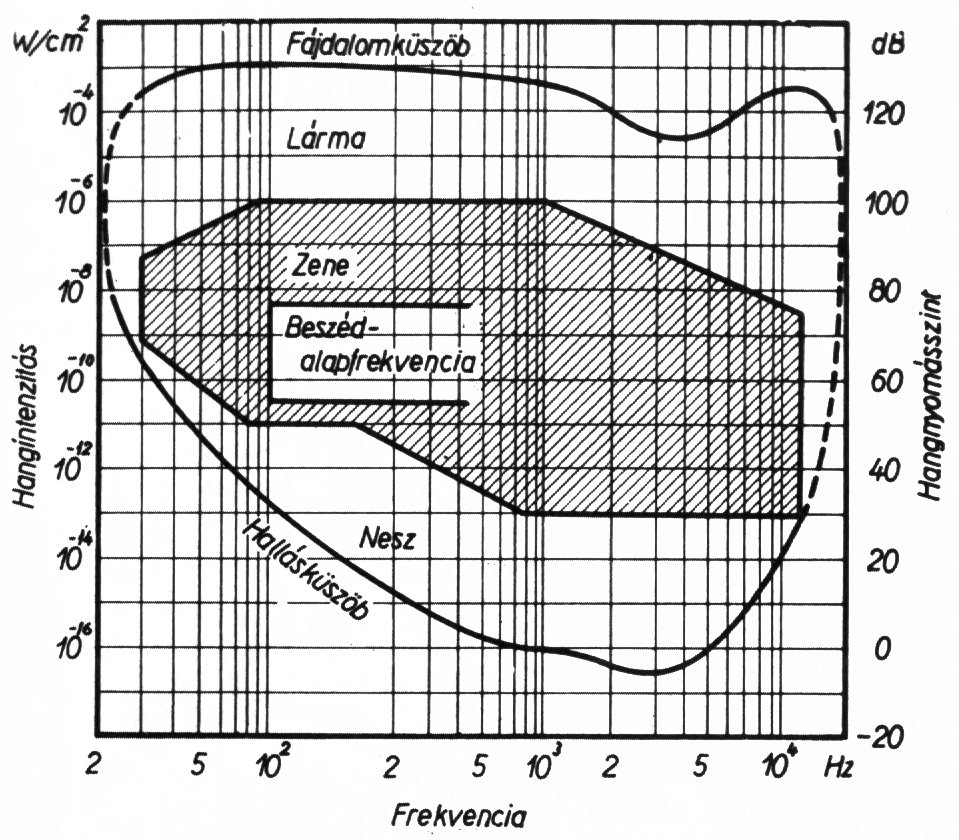 W/cm²
Fájdalomküszöb
dB
10⁻⁴
120
Lárma
10⁻⁶
100
Zene
10⁻⁸
80
Beszéd-
alapfrekvencia
10⁻¹⁰
60
10⁻¹²
40
Nesz
10⁻¹⁴
20
Hallásküszöb
10⁻¹⁶
0
-20
Hangintenzitás
Hangnyomásszint
2 5 10² 2 5 10³ 2 5 10⁴ Hz
Frekvencia